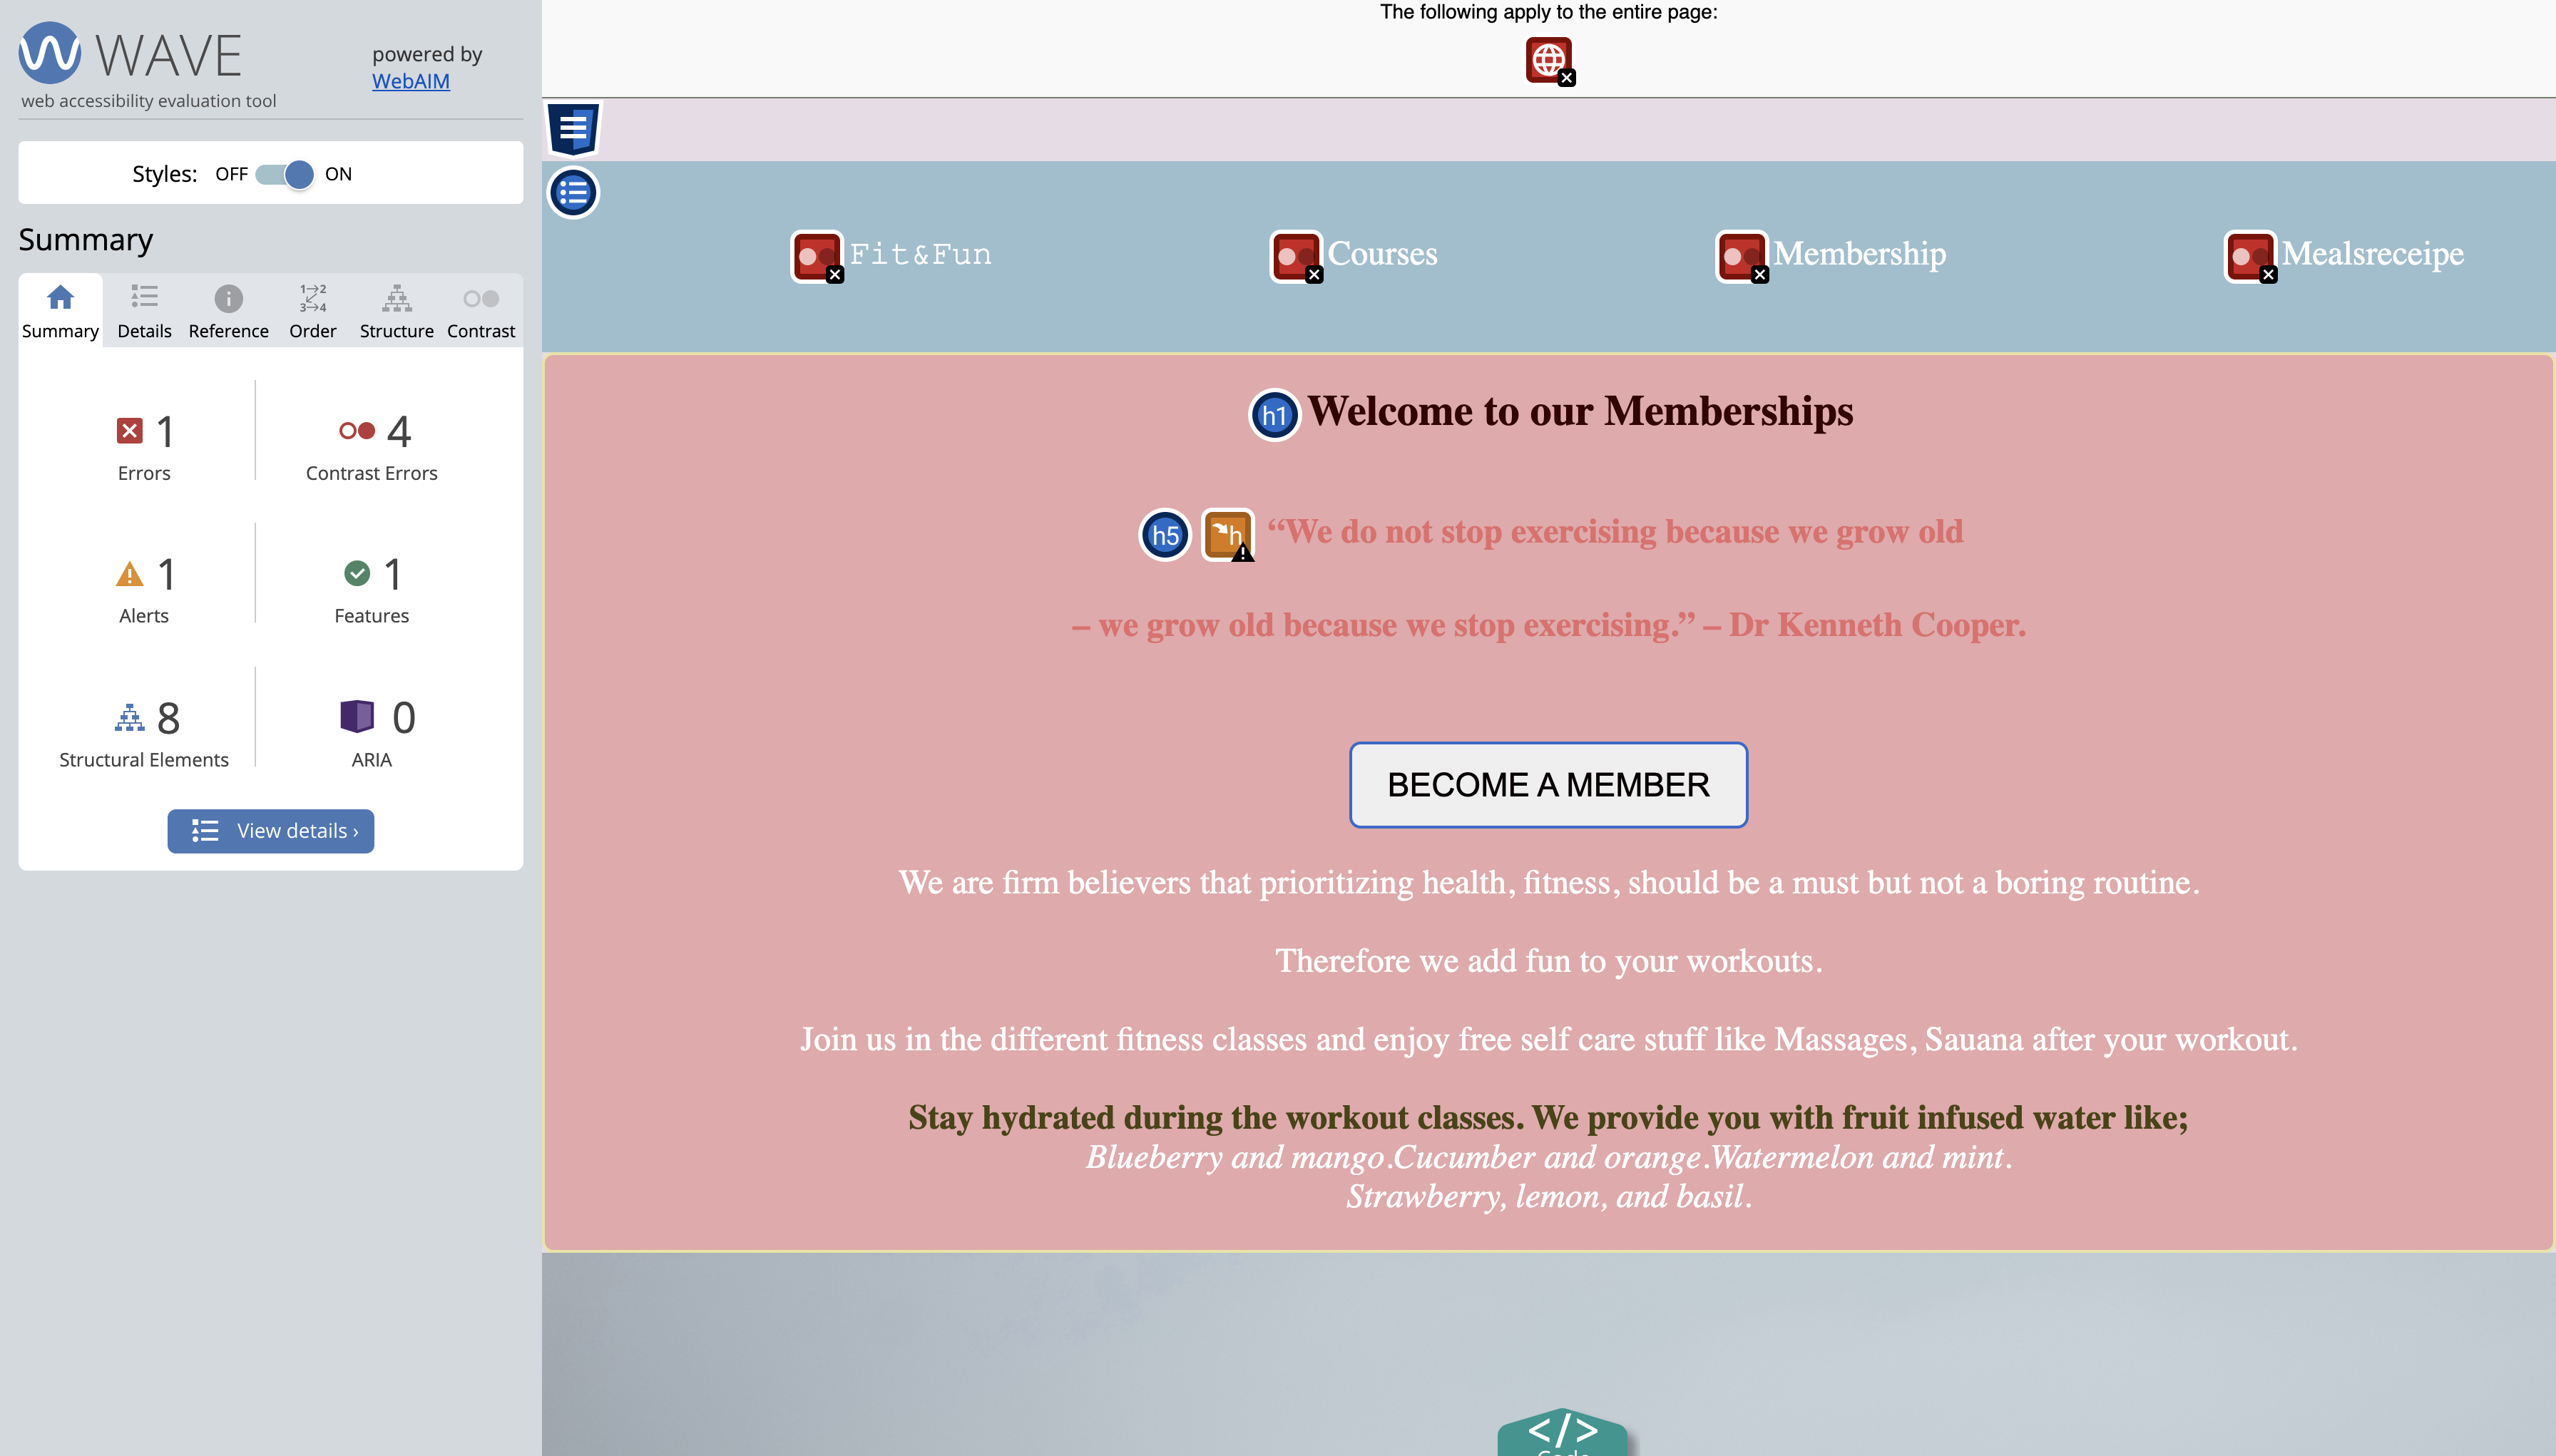 WAVE
powered by
WebAIM
web accessibility evaluation tool
Styles: OFF ON
Summary
Summary Details Reference Order Structure Contrast
1→2
3→4
1 Errors
4 Contrast Errors
1 Alerts
1 Features
8 Structural Elements
0 ARIA
View details ›
The following apply to the entire page:
Fit&Fun Courses Membership Mealsreceipe
h1 Welcome to our Memberships
h5 h “We do not stop exercising because we grow old
– we grow old because we stop exercising.” – Dr Kenneth Cooper.
BECOME A MEMBER
We are firm believers that prioritizing health, fitness, should be a must but not a boring routine.
Therefore we add fun to your workouts.
Join us in the different fitness classes and enjoy free self care stuff like Massages, Sauana after your workout.
Stay hydrated during the workout classes. We provide you with fruit infused water like;
Blueberry and mango.Cucumber and orange.Watermelon and mint.
Strawberry, lemon, and basil.
</>